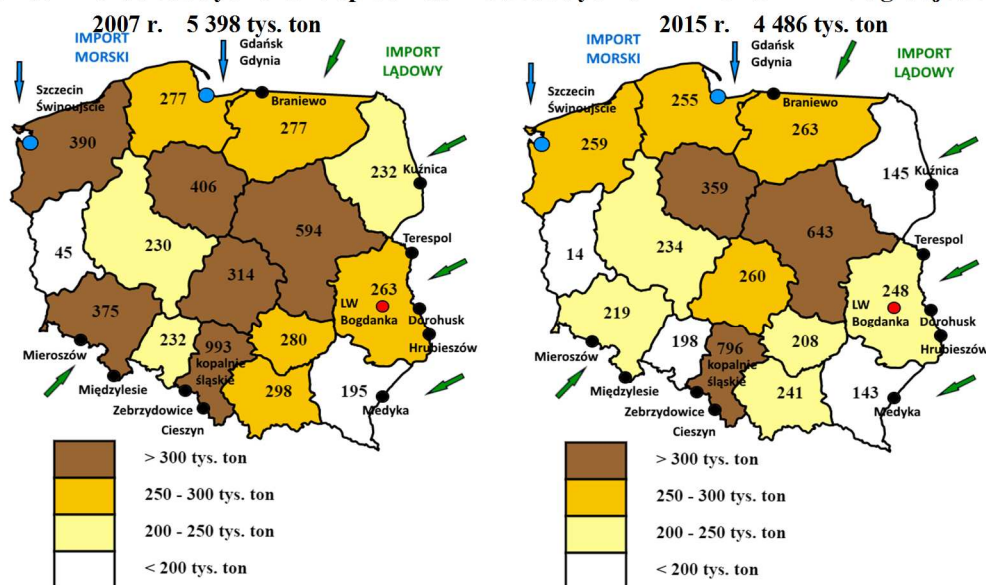 2007 r. 5 398 tys. ton
IMPORT
MORSKI
Gdańsk
Gdynia
IMPORT
LĄDOWY
Szczecin
Świnoujście
Braniewo
277
277
390
406
232
Kuźnica
594
Terespol
45
230
314
263
LW
Bogdanka
Dorohusk
Hrubieszów
375
232
993
kopalnie
śląskie
280
Mieroszów
Międzylesie
298
195
Medyka
Zebrzydowice
Cieszyn
> 300 tys. ton
250 - 300 tys. ton
200 - 250 tys. ton
< 200 tys. ton
2015 r. 4 486 tys. ton
IMPORT
MORSKI
Gdańsk
Gdynia
IMPORT
LĄDOWY
Szczecin
Świnoujście
Braniewo
255
263
259
359
145
Kuźnica
643
Terespol
14
234
260
248
LW
Bogdanka
Dorohusk
Hrubieszów
219
198
796
kopalnie
śląskie
208
Mieroszów
Międzylesie
241
143
Medyka
Zebrzydowice
Cieszyn
> 300 tys. ton
250 - 300 tys. ton
200 - 250 tys. ton
< 200 tys. ton